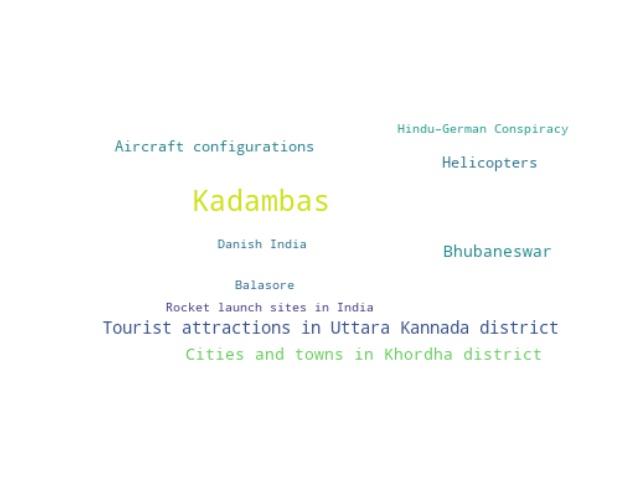 Hindu–German Conspiracy
Aircraft configurations
Helicopters
Kadambas
Danish India
Bhubaneswar
Balasore
Rocket launch sites in India
Tourist attractions in Uttara Kannada district
Cities and towns in Khordha district